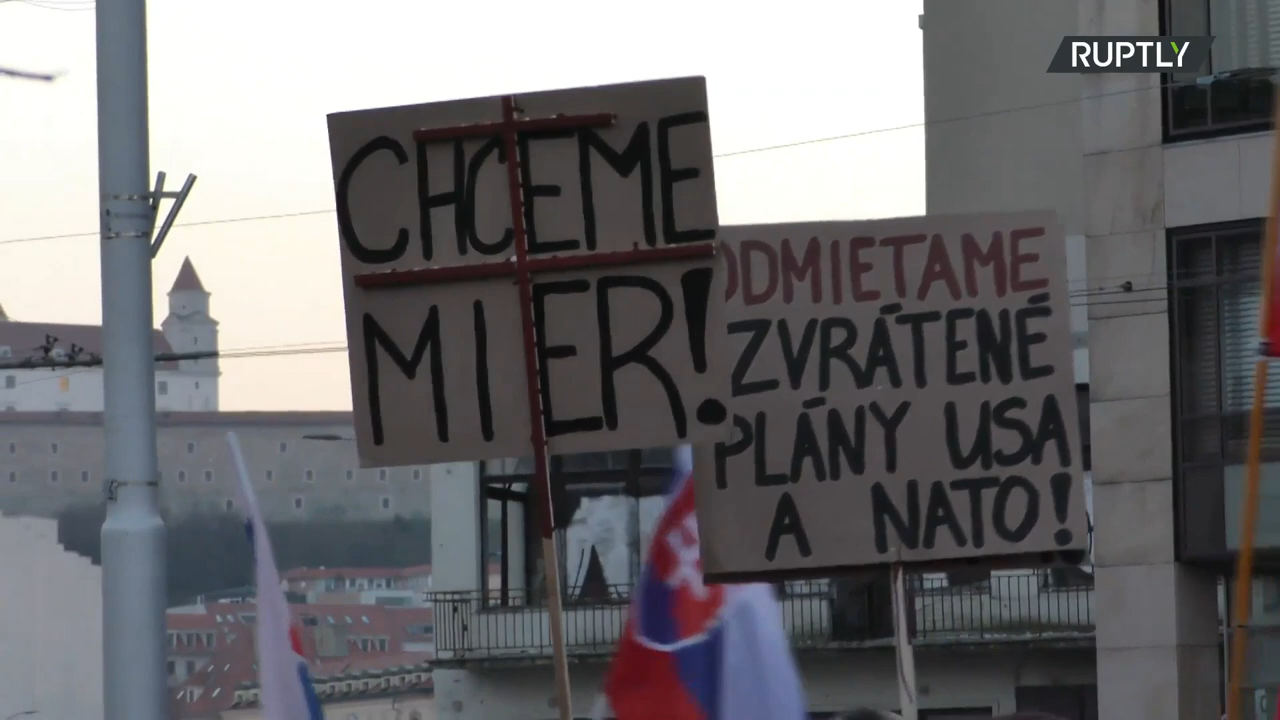 RUPTLY
CHCEME
MIER!
ODMIETAME
ZVRÁTENÉ
PLÁNY USA
A NATO!